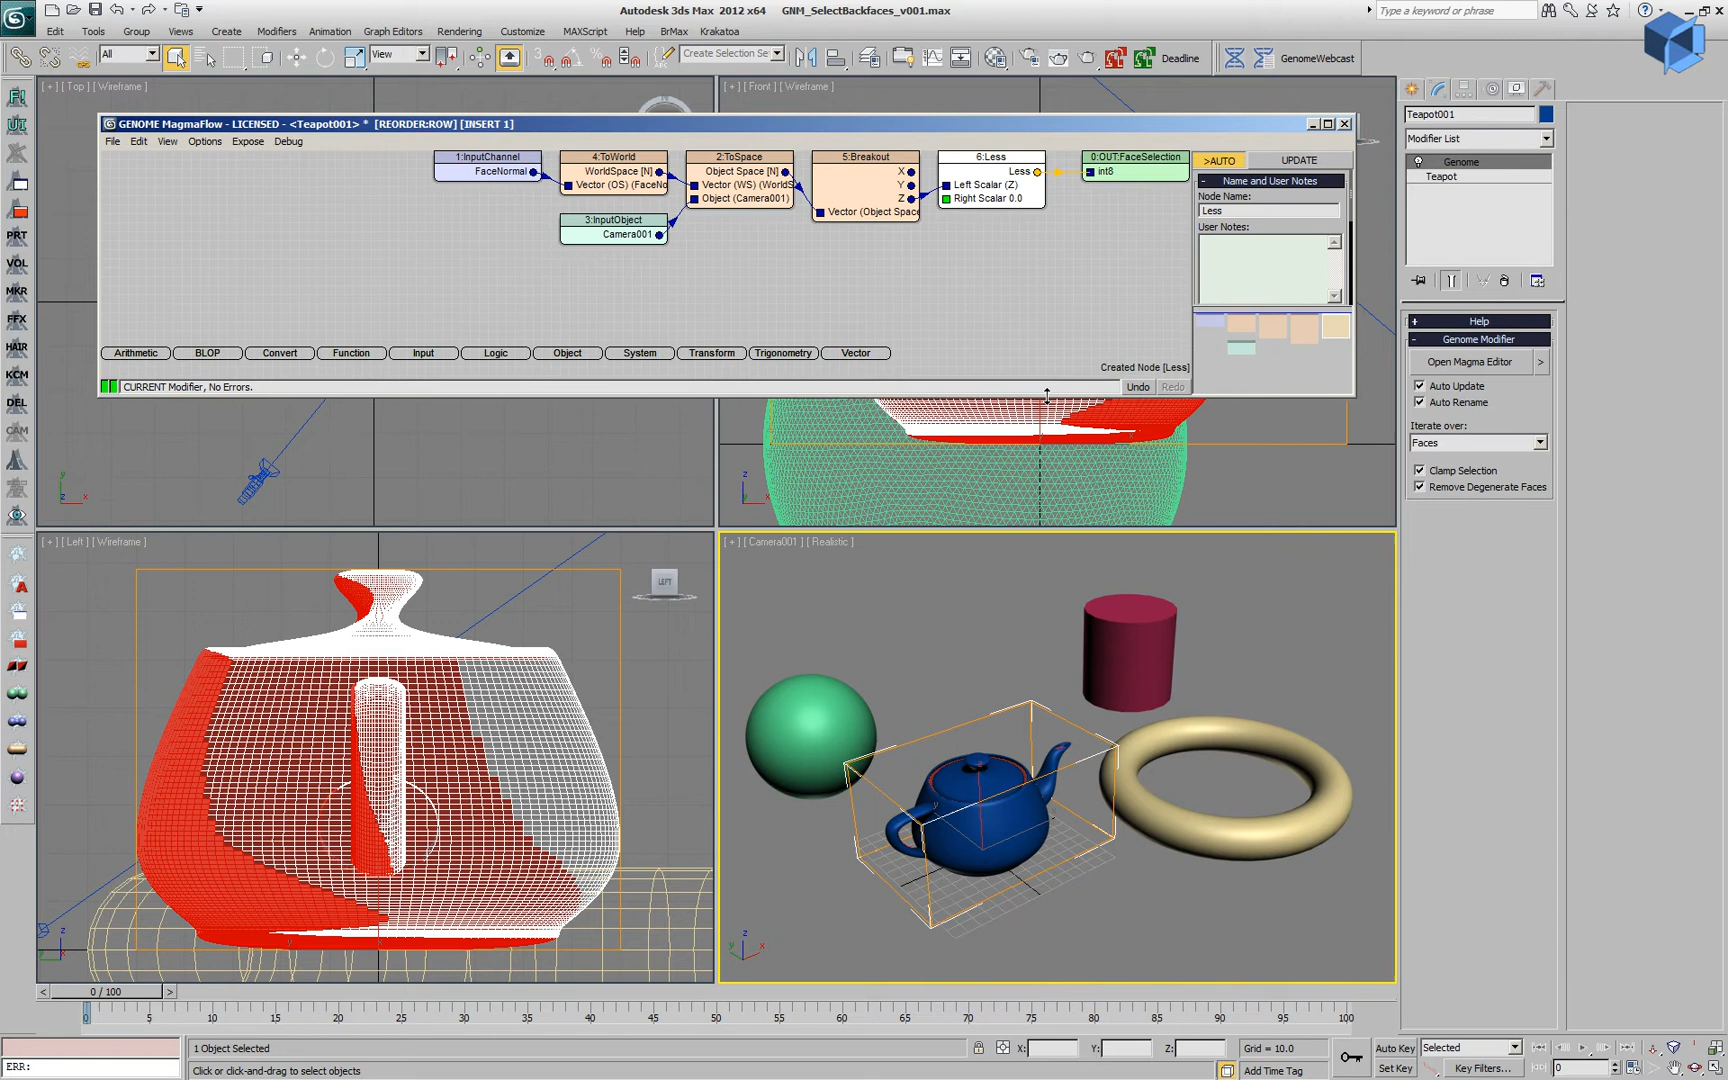 Autodesk 3ds Max 2012 x64 GNM_SelectBackfaces_v001.max
Type a keyword or phrase
Edit Tools Group Views Create Modifiers Animation Graph Editors Rendering Customize MAXScript Help BrMax Krakatoa
All View Create Selection Se Deadline GenomeWebcast
[ + ] [ Top ] [ Wireframe ]
[ + ] [ Front ] [ Wireframe ]
GENOME MagmaFlow - LICENSED - <Teapot001> * [REORDER:ROW] [INSERT 1]
File Edit View Options Expose Debug
1:InputChannel
FaceNormal
4:ToWorld
WorldSpace [N]
Vector (OS) (FaceNo
2:ToSpace
Object Space [N]
Vector (WS) (WorldS
Object (Camera001)
3:InputObject
Camera001
5:Breakout
X
Y
Z
Vector (Object Space
6:Less
Less
Left Scalar (Z)
Right Scalar 0.0
0:OUT:FaceSelection
int8
>AUTO UPDATE
- Name and User Notes
Node Name:
Less
User Notes:
Arithmetic BLOP Convert Function Input Logic Object System Transform Trigonometry Vector
Created Node [Less]
CURRENT Modifier, No Errors.
Undo Redo
F!
UI
PRT
VOL
MKR
FFX
HAIR
KCM
DEL
CAM
Teapot001
Modifier List
Genome
Teapot
+ Help
- Genome Modifier
Open Magma Editor >
Auto Update
Auto Rename
Iterate over:
Faces
Clamp Selection
Remove Degenerate Faces
[ + ] [ Left ] [ Wireframe ]
LEFT
[ + ] [ Camera001 ] [ Realistic ]
< 0 / 100 >
0 5 10 15 20 25 30 35 40 45 50 55 60 65 70 75 80 85 90 95 100
1 Object Selected
X: Y: Z: Grid = 10.0
Auto Key Selected
ERR:
Click or click-and-drag to select objects
Add Time Tag
Set Key Key Filters... 0